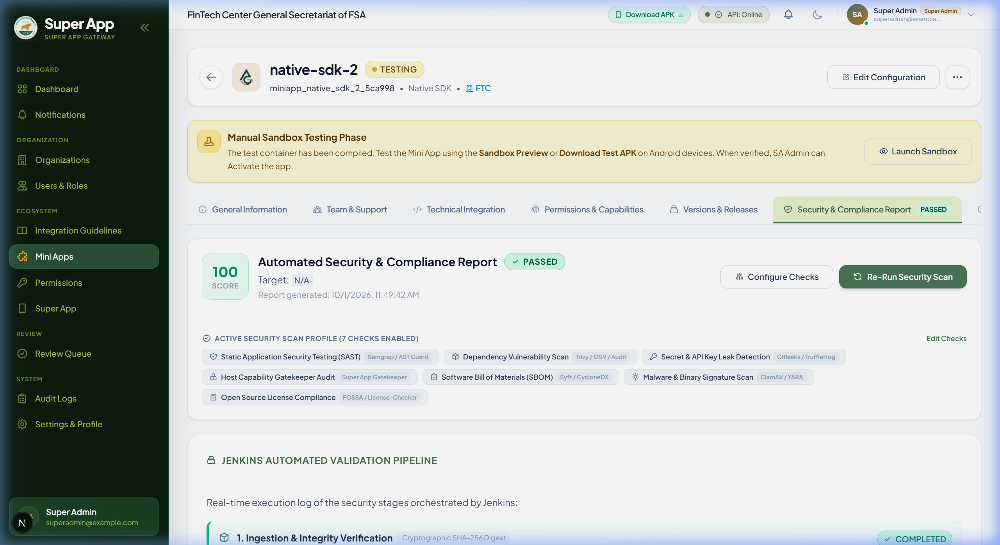 Super App
SUPER APP GATEWAY
DASHBOARD
Dashboard
Notifications
ORGANIZATION
Organizations
Users & Roles
ECOSYSTEM
Integration Guidelines
Mini Apps
Permissions
Super App
REVIEW
Review Queue
SYSTEM
Audit Logs
Settings & Profile
Super Admin
superadmin@example.com
N
FinTech Center General Secretariat of FSA
Download APK
API: Online
SA
Super Admin Super Admin
superadmin@example....
native-sdk-2 TESTING
miniapp_native_sdk_2_5ca998 • Native SDK • FTC
Edit Configuration
Manual Sandbox Testing Phase
The test container has been compiled. Test the Mini App using the Sandbox Preview or Download Test APK on Android devices. When verified, SA Admin can
Activate the app.
Launch Sandbox
General Information Team & Support Technical Integration Permissions & Capabilities Versions & Releases Security & Compliance Report PASSED
100
SCORE
Automated Security & Compliance Report PASSED
Target: N/A
Report generated: 10/1/2026, 11:49:42 AM
Configure Checks
Re-Run Security Scan
ACTIVE SECURITY SCAN PROFILE (7 CHECKS ENABLED) Edit Checks
Static Application Security Testing (SAST) Semgrep / AST Guard Dependency Vulnerability Scan Trivy / OSV / Audit Secret & API Key Leak Detection Gitleaks / TruffleHog
Host Capability Gatekeeper Audit Super App Gatekeeper Software Bill of Materials (SBOM) Syft / CycloneDX Malware & Binary Signature Scan ClamAV / YARA
Open Source License Compliance FOSSA / License-Checker
JENKINS AUTOMATED VALIDATION PIPELINE
Real-time execution log of the security stages orchestrated by Jenkins:
1. Ingestion & Integrity Verification Cryptographic SHA-256 Digest COMPLETED